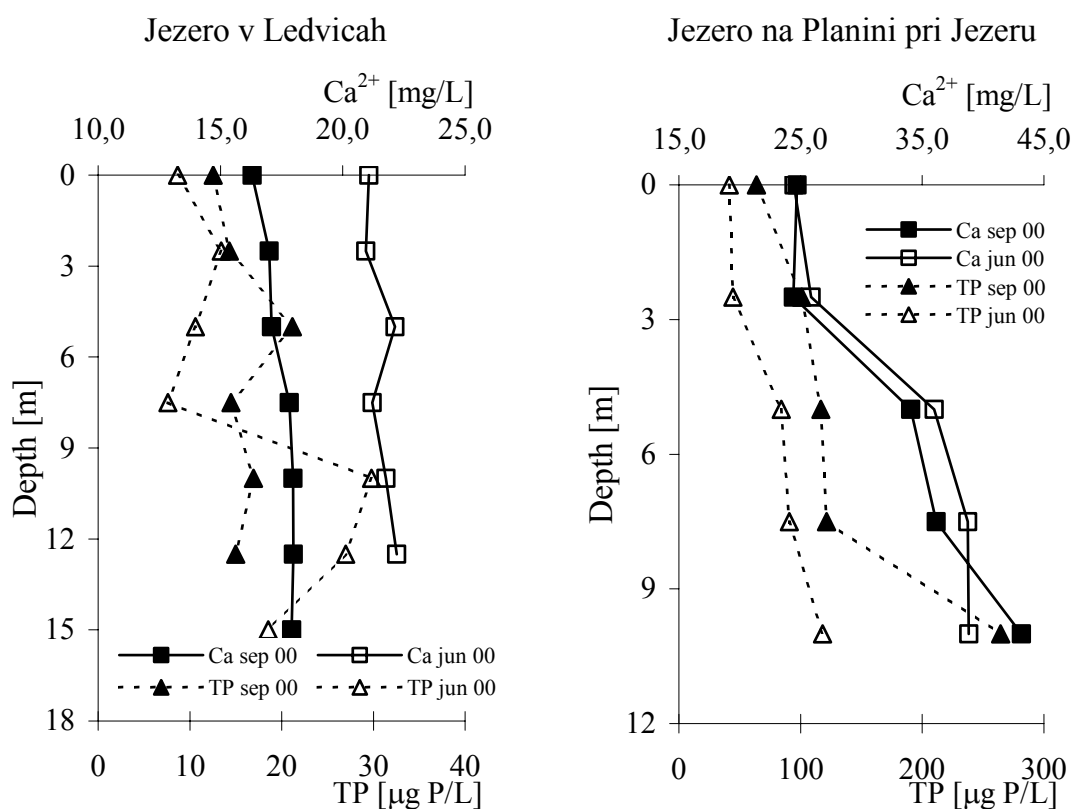 Jezero v Ledvicah
Ca2+ [mg/L]
10,0 15,0 20,0 25,0
0
3
6
9
12
15
18
Depth [m]
Ca sep 00 Ca jun 00
TP sep 00 TP jun 00
0 10 20 30 40
TP [µg P/L]
Jezero na Planini pri Jezeru
Ca2+ [mg/L]
15,0 25,0 35,0 45,0
0
3
6
9
12
Depth [m]
Ca sep 00
Ca jun 00
TP sep 00
TP jun 00
0 100 200 300
TP [µg P/L]